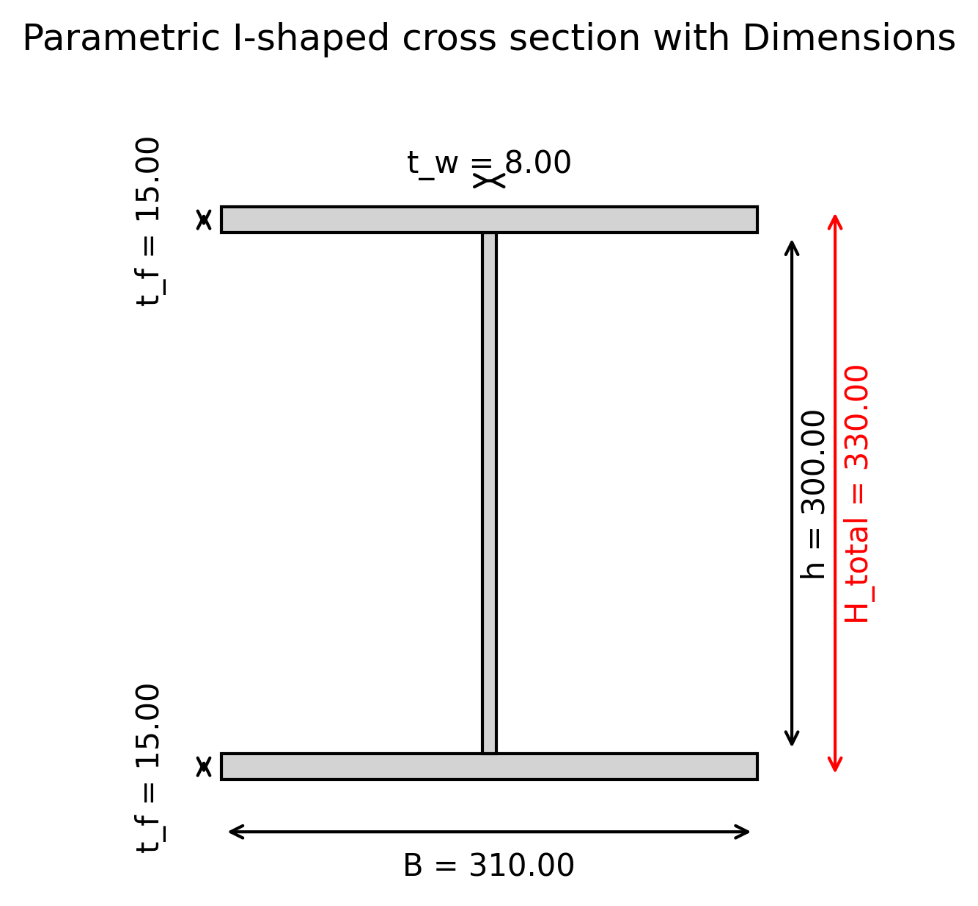 Parametric I-shaped cross section with Dimensions
t_w = 8.00
t_f = 15.00
h = 300.00
H_total = 330.00
t_f = 15.00
B = 310.00